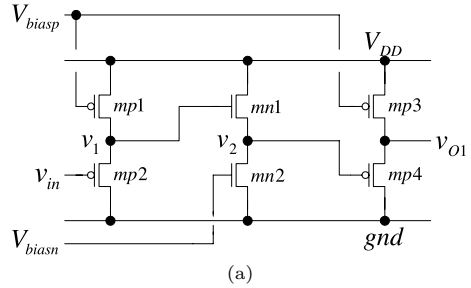 V_biasp
V_DD
mp1 mn1 mp3
v_1 v_2 v_O1
v_in mp2 mn2 mp4
V_biasn gnd
(a)